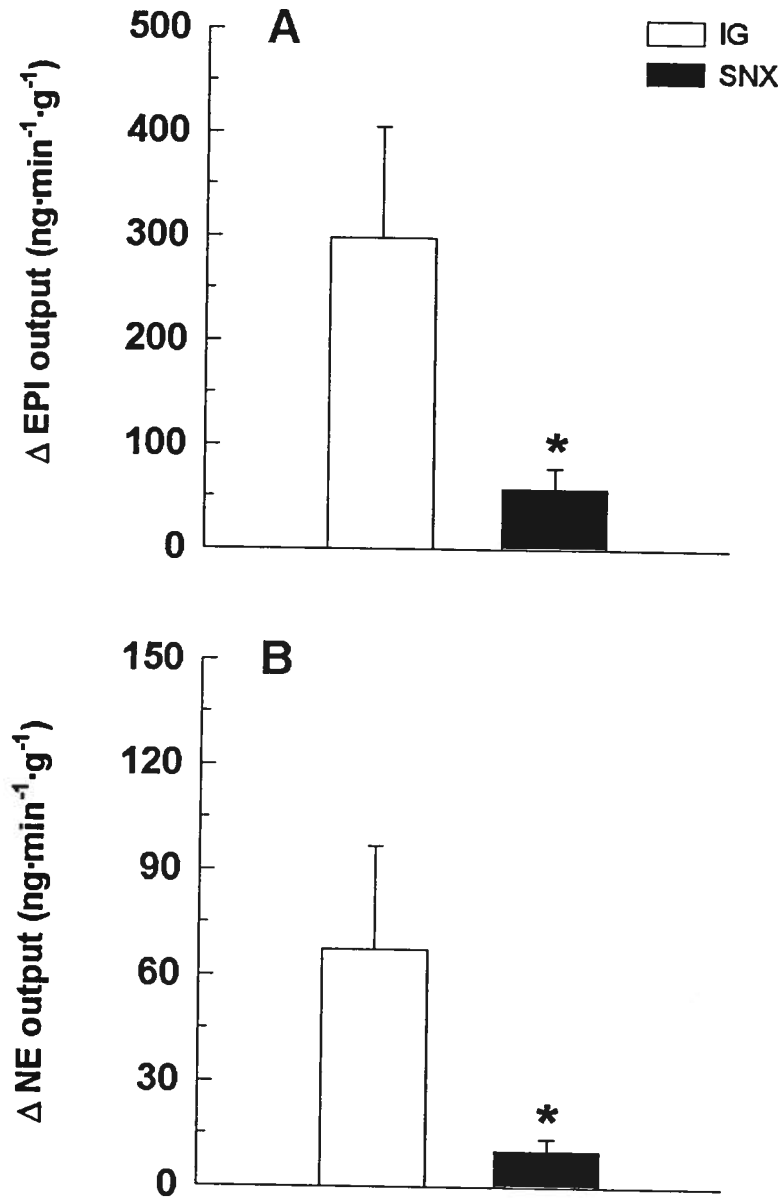 A
IG
SNX
Δ EPI output (ng·min⁻¹·g⁻¹)
500
400
300
200
100
0
*
B
Δ NE output (ng·min⁻¹·g⁻¹)
150
120
90
60
30
0
*